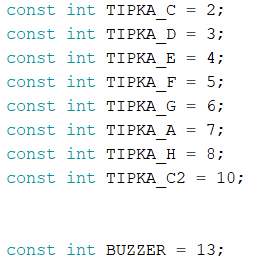 const int TIPKA_C = 2;
const int TIPKA_D = 3;
const int TIPKA_E = 4;
const int TIPKA_F = 5;
const int TIPKA_G = 6;
const int TIPKA_A = 7;
const int TIPKA_H = 8;
const int TIPKA_C2 = 10;
const int BUZZER = 13;